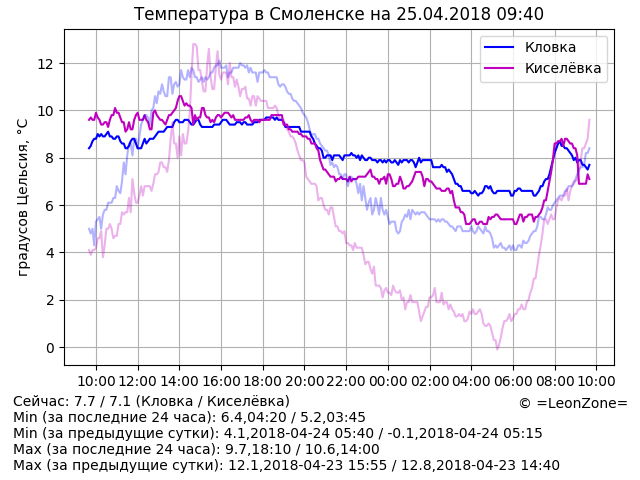 Температура в Смоленске на 25.04.2018 09:40
Кловка
Киселёвка
градусов Цельсия, °C
12
10
8
6
4
2
0
10:00 12:00 14:00 16:00 18:00 20:00 22:00 00:00 02:00 04:00 06:00 08:00 10:00
Сейчас: 7.7 / 7.1 (Кловка / Киселёвка)
© =LeonZone=
Min (за последние 24 часа): 6.4,04:20 / 5.2,03:45
Min (за предыдущие сутки): 4.1,2018-04-24 05:40 / -0.1,2018-04-24 05:15
Max (за последние 24 часа): 9.7,18:10 / 10.6,14:00
Max (за предыдущие сутки): 12.1,2018-04-23 15:55 / 12.8,2018-04-23 14:40